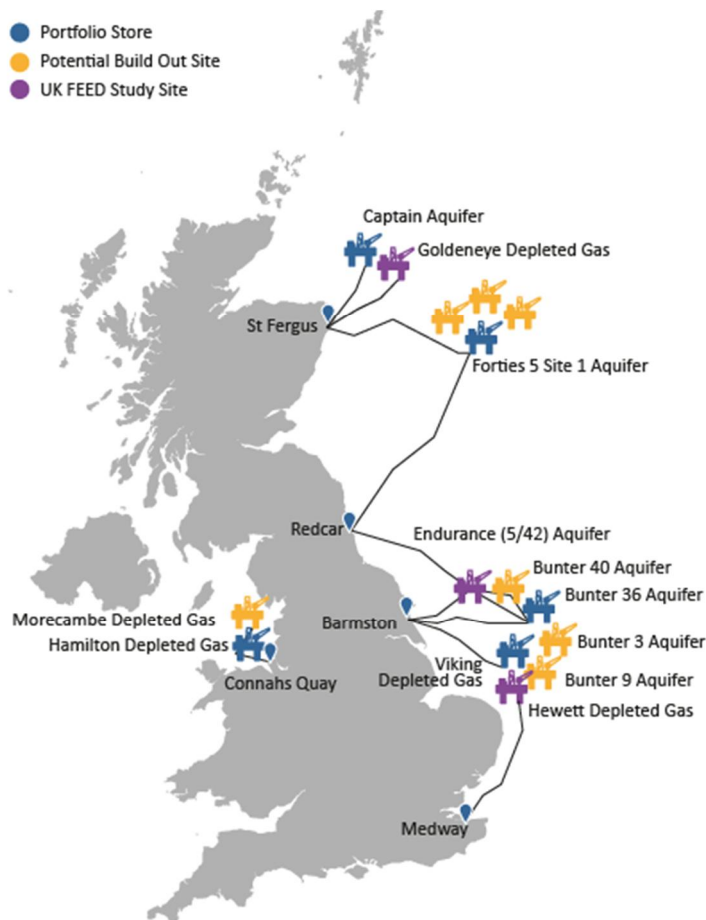 Portfolio Store
Potential Build Out Site
UK FEED Study Site
Captain Aquifer
Goldeneye Depleted Gas
St Fergus
Forties 5 Site 1 Aquifer
Redcar
Endurance (5/42) Aquifer
Bunter 40 Aquifer
Bunter 36 Aquifer
Morecambe Depleted Gas
Barmston
Hamilton Depleted Gas
Bunter 3 Aquifer
Viking
Depleted Gas
Connahs Quay
Bunter 9 Aquifer
Hewett Depleted Gas
Medway